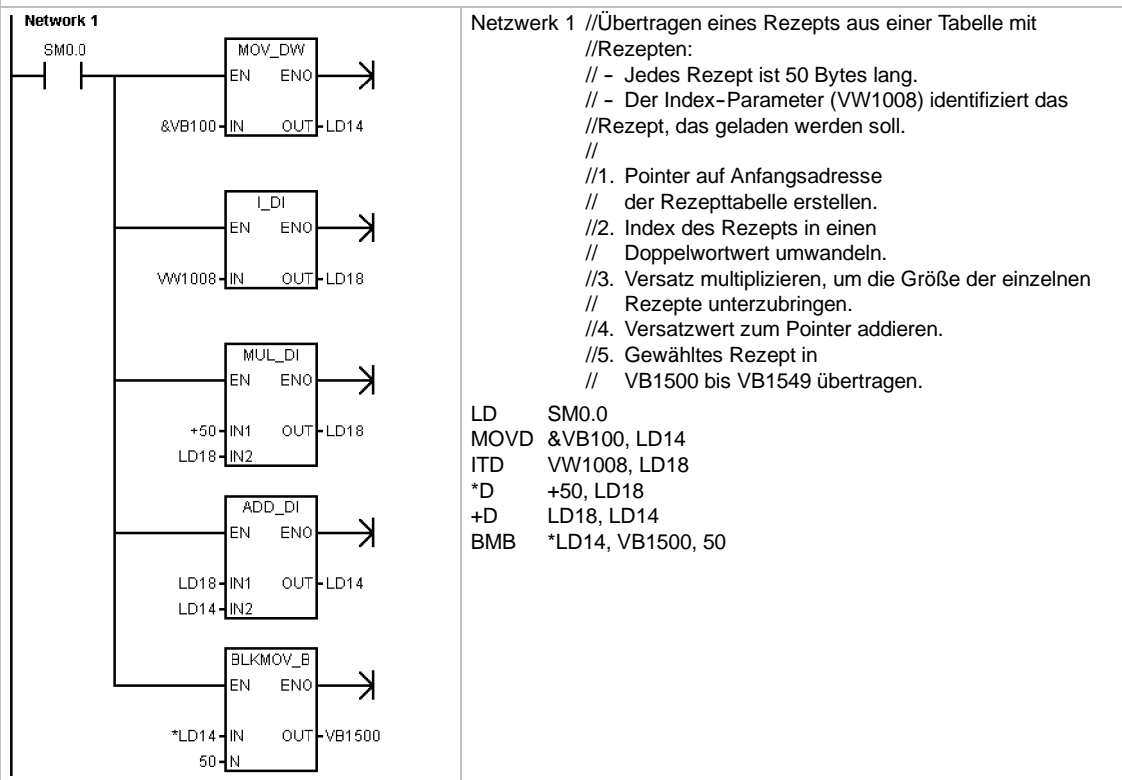 Network 1
SM0.0
MOV_DW
EN ENO
&VB100 IN OUT LD14
I_DI
EN ENO
VW1008 IN OUT LD18
MUL_DI
EN ENO
+50 IN1 OUT LD18
LD18 IN2
ADD_DI
EN ENO
LD18 IN1 OUT LD14
LD14 IN2
BLKMOV_B
EN ENO
*LD14 IN OUT VB1500
50 N
Netzwerk 1 //Übertragen eines Rezepts aus einer Tabelle mit
//Rezepten:
// - Jedes Rezept ist 50 Bytes lang.
// - Der Index-Parameter (VW1008) identifiziert das
//Rezept, das geladen werden soll.
//
//1. Pointer auf Anfangsadresse
// der Rezepttabelle erstellen.
//2. Index des Rezepts in einen
// Doppelwortwert umwandeln.
//3. Versatz multiplizieren, um die Größe der einzelnen
// Rezepte unterzubringen.
//4. Versatzwert zum Pointer addieren.
//5. Gewähltes Rezept in
// VB1500 bis VB1549 übertragen.
LD SM0.0
MOVD &VB100, LD14
ITD VW1008, LD18
*D +50, LD18
+D LD18, LD14
BMB *LD14, VB1500, 50